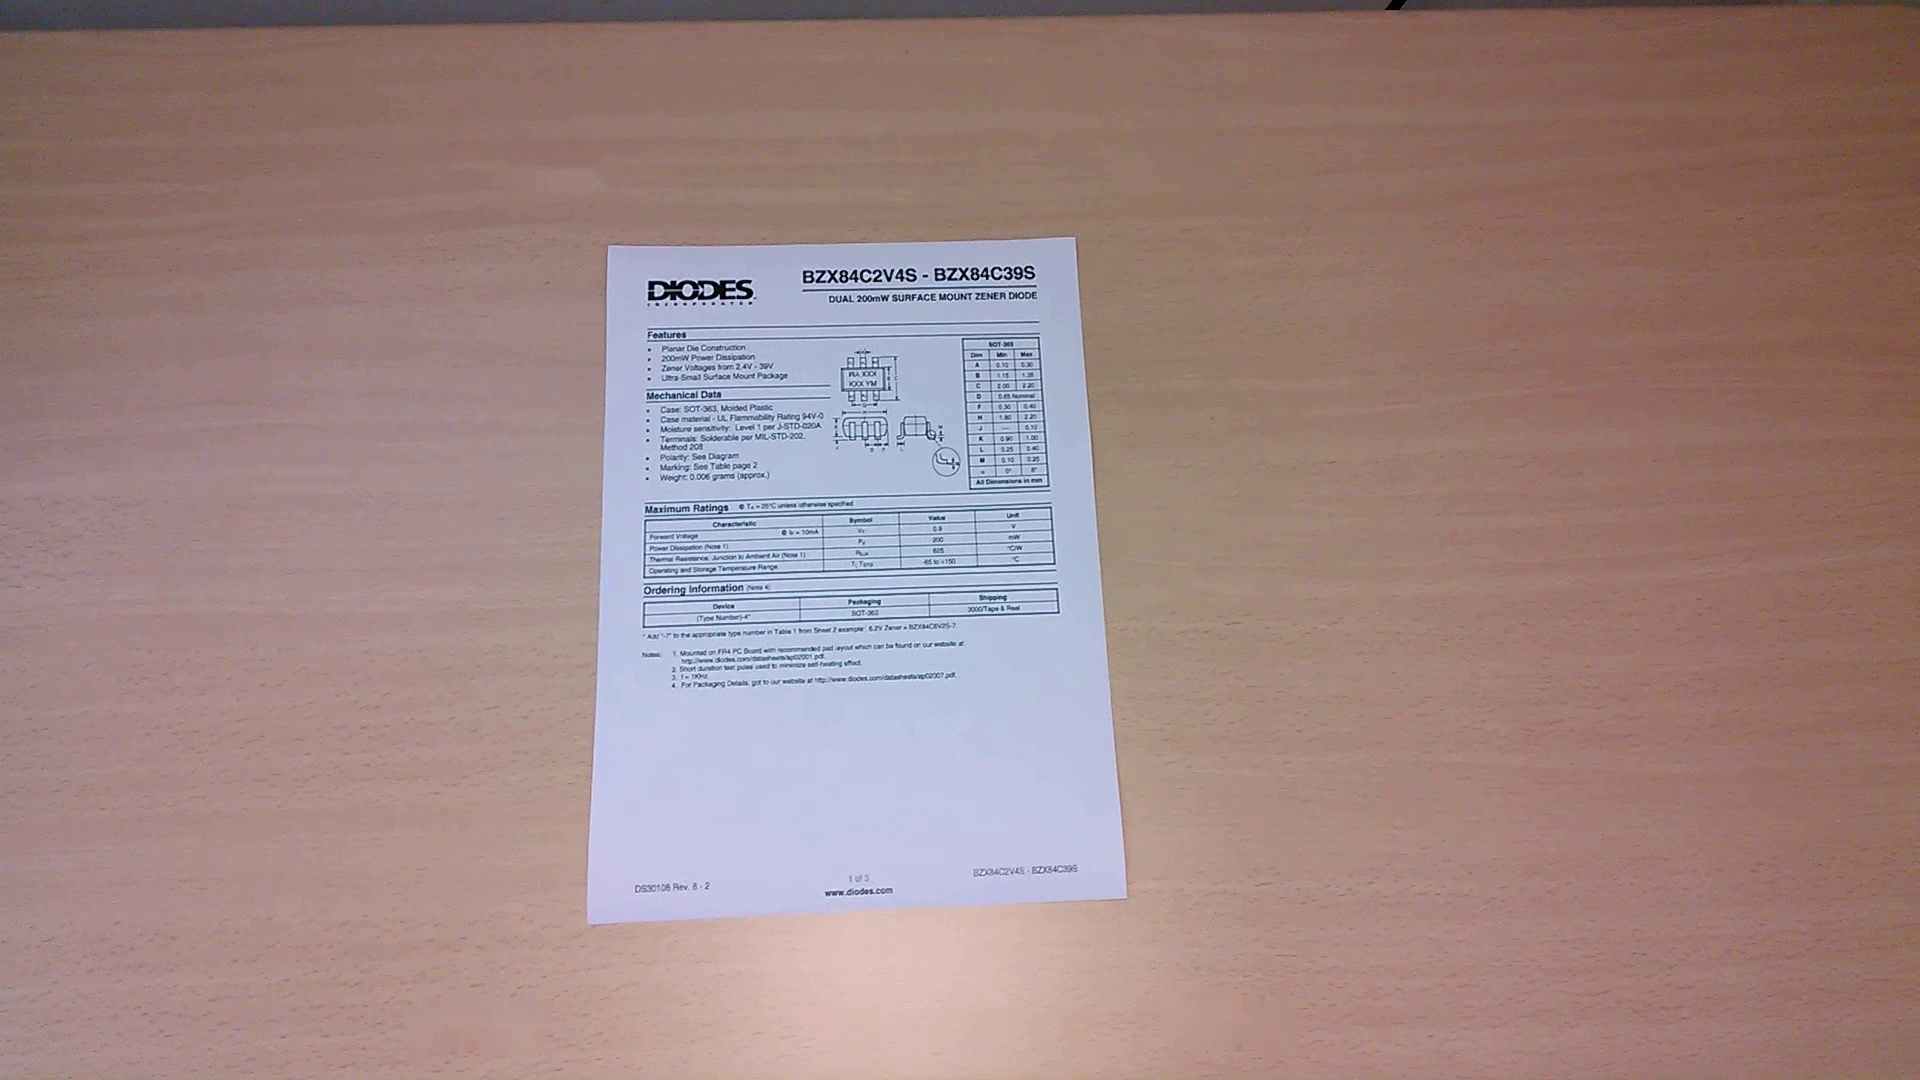 DIODES
INCORPORATED
BZX84C2V4S - BZX84C39S
DUAL 200mW SURFACE MOUNT ZENER DIODE
Features
• Planar Die Construction
• 200mW Power Dissipation
• Zener Voltages from 2.4V - 39V
• Ultra-Small Surface Mount Package
Mechanical Data
• Case: SOT-363, Molded Plastic
• Case material - UL Flammability Rating 94V-0
• Moisture sensitivity: Level 1 per J-STD-020A
• Terminals: Solderable per MIL-STD-202,
Method 208
• Polarity: See Diagram
• Marking: See Table page 2
• Weight: 0.006 grams (approx.)
XXX YM
XXX YM
SOT-363
Dim Min Max
A 0.10 0.30
B 1.15 1.35
C 2.00 2.20
D 0.65 Nominal
F 0.30 0.40
H 1.80 2.20
J — 0.10
K 0.90 1.00
L 0.25 0.40
M 0.10 0.25
α 0° 8°
All Dimensions in mm
Maximum Ratings @ TA = 25°C unless otherwise specified
Characteristic Symbol Value Unit
Forward Voltage @ IF = 10mA VF 0.9 V
Power Dissipation (Note 1) Pd 200 mW
Thermal Resistance, Junction to Ambient Air (Note 1) RθJA 625 °C/W
Operating and Storage Temperature Range Tj, TSTG -65 to +150 °C
Ordering Information (Note 4)
Device Packaging Shipping
(Type Number)-7* SOT-363 3000/Tape & Reel
* Add "-7" to the appropriate type number in Table 1 from Sheet 2 example: 6.2V Zener = BZX84C6V2S-7.
Notes: 1. Mounted on FR4 PC Board with recommended pad layout which can be found on our website at
http://www.diodes.com/datasheets/ap02001.pdf.
2. Short duration test pulse used to minimize self-heating effect.
3. f = 1KHz.
4. For Packaging Details, got to our website at http://www.diodes.com/datasheets/ap02007.pdf.
DS30108 Rev. 6 - 2
1 of 3
www.diodes.com
BZX84C2V4S - BZX84C39S